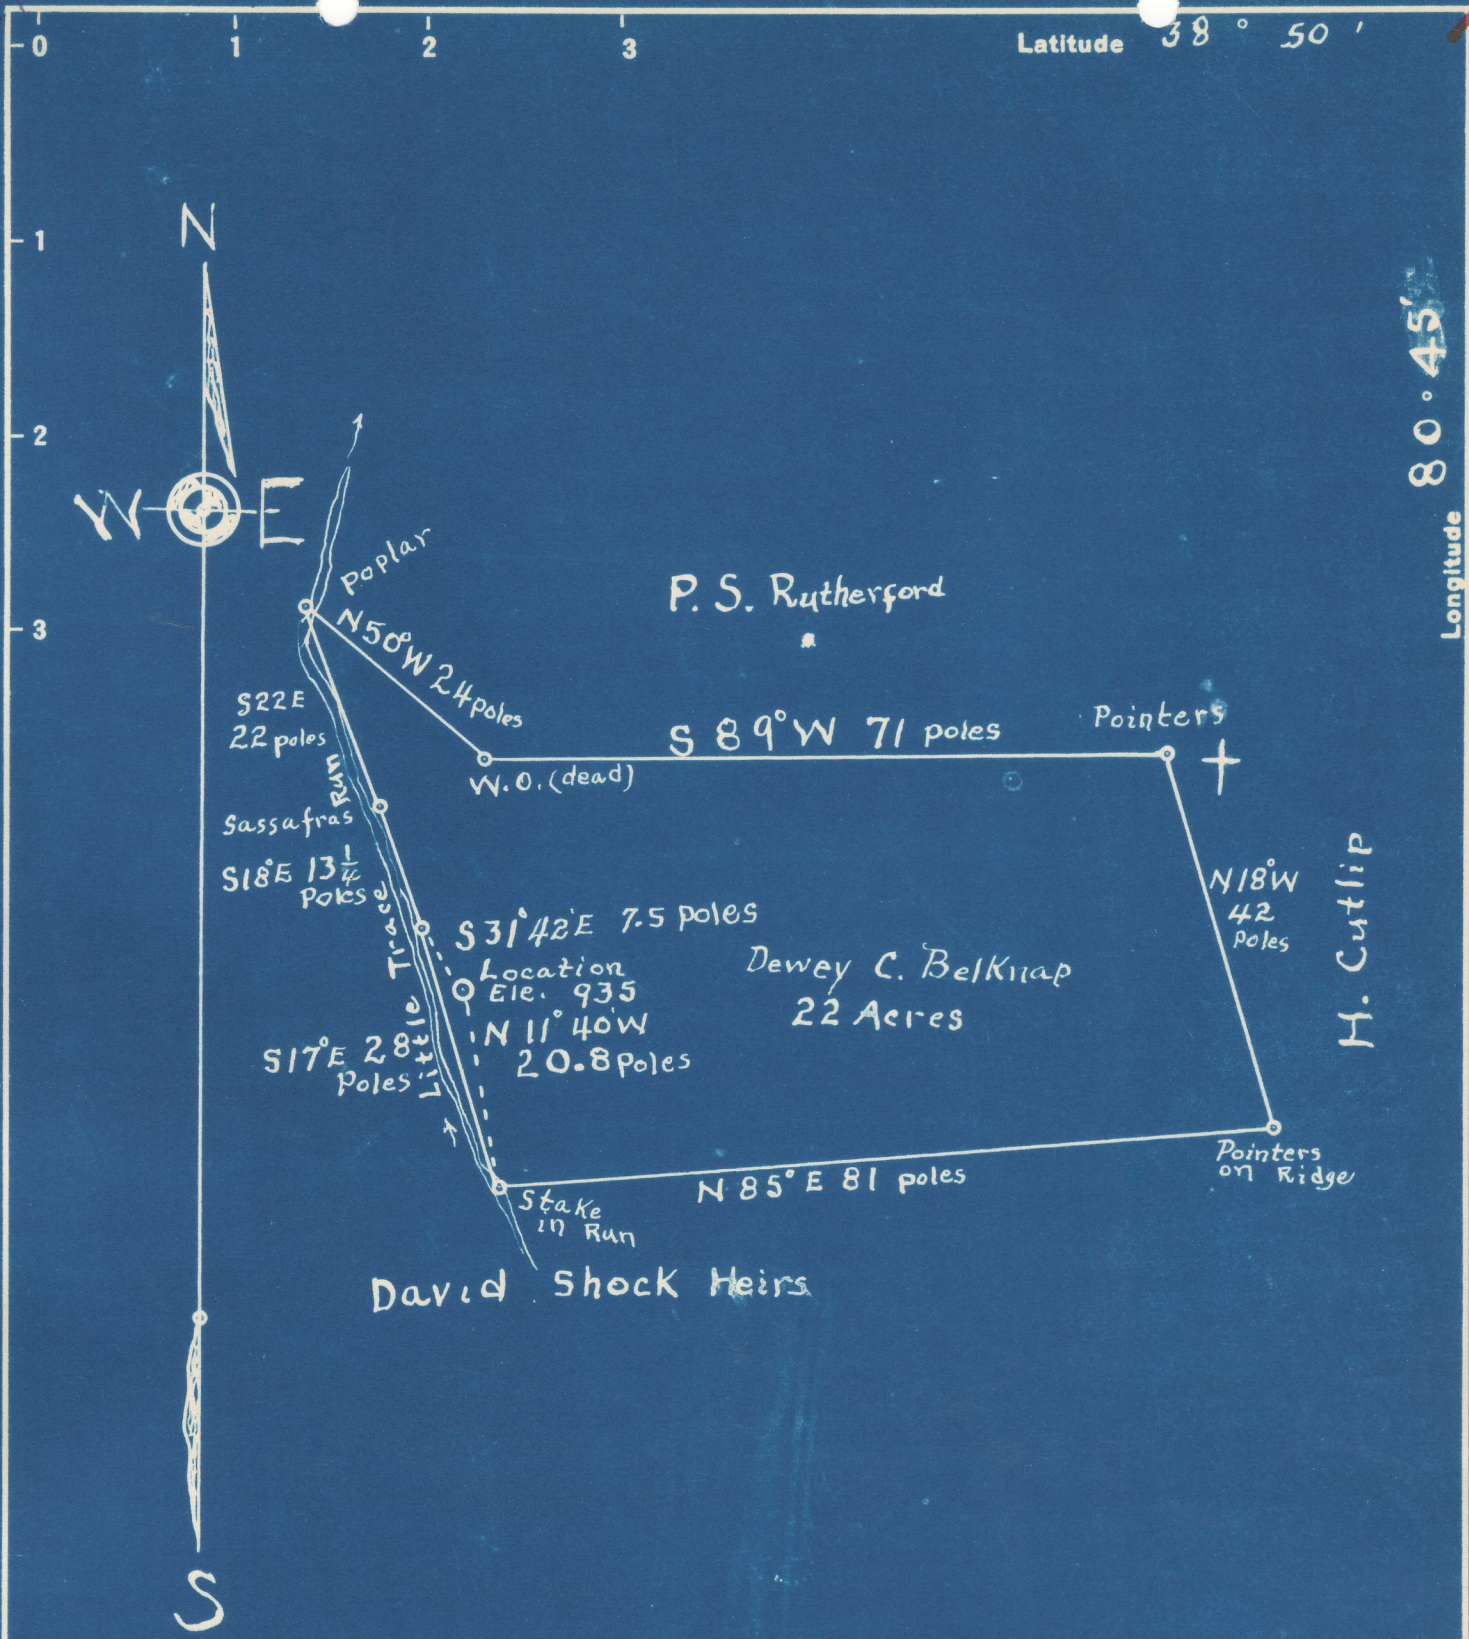 0
1
2
3
Latitude 38° 50'
1
2
3
N
W E
S
80° 45'
Longitude
Poplar
N50°W 24 poles
P. S. Rutherford
S22E
22 poles
S 89°W 71 poles
Pointers
W.O. (dead)
Sassafras
S18°E 13 1/4
Poles
Little Trace Run
S 31° 42'E 7.5 poles
Location
Ele. 935
N 11° 40'W
20.8 Poles
S17°E 28
Poles
Dewey C. Belknap
22 Acres
N18°W
42
Poles
H. Cutlip
Pointers
on Ridge
N 85° E 81 poles
Stake
in Run
David Shock Heirs